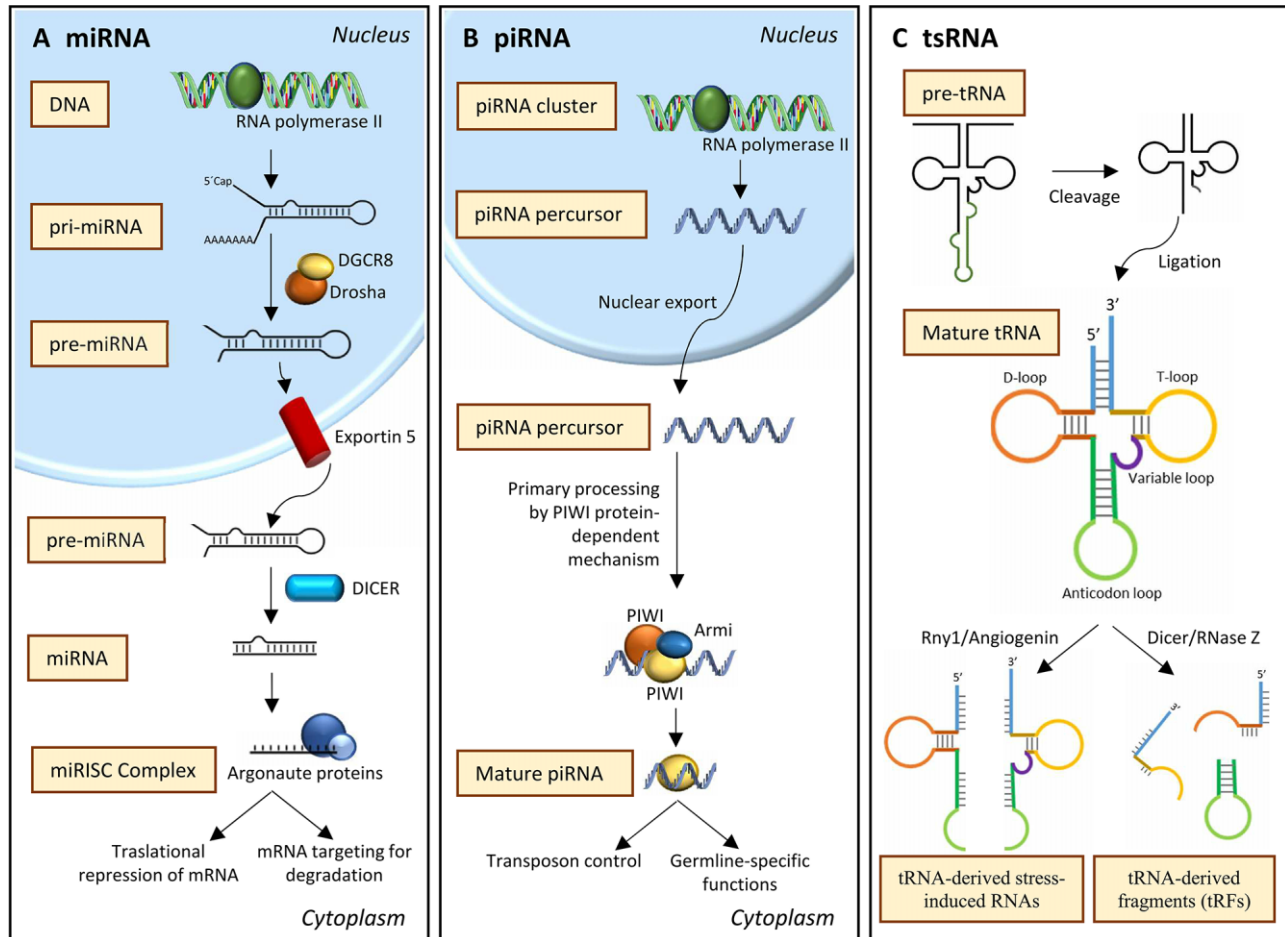 A miRNA
Nucleus
DNA
RNA polymerase II
5´Cap
pri-miRNA
AAAAAAA
DGCR8
Drosha
pre-miRNA
Exportin 5
pre-miRNA
DICER
miRNA
miRISC Complex
Argonaute proteins
Traslational
repression of mRNA
mRNA targeting for
degradation
Cytoplasm
B piRNA
Nucleus
piRNA cluster
RNA polymerase II
piRNA percursor
Nuclear export
piRNA percursor
Primary processing
by PIWI protein-
dependent
mechanism
PIWI
Armi
PIWI
Mature piRNA
Transposon control
Germline-specific
functions
Cytoplasm
C tsRNA
pre-tRNA
Cleavage
Ligation
Mature tRNA
3’
5’
D-loop
T-loop
Variable loop
Anticodon loop
Rny1/Angiogenin
Dicer/RNase Z
5’
3’
3’
5’
tRNA-derived stress-
induced RNAs
tRNA-derived
fragments (tRFs)